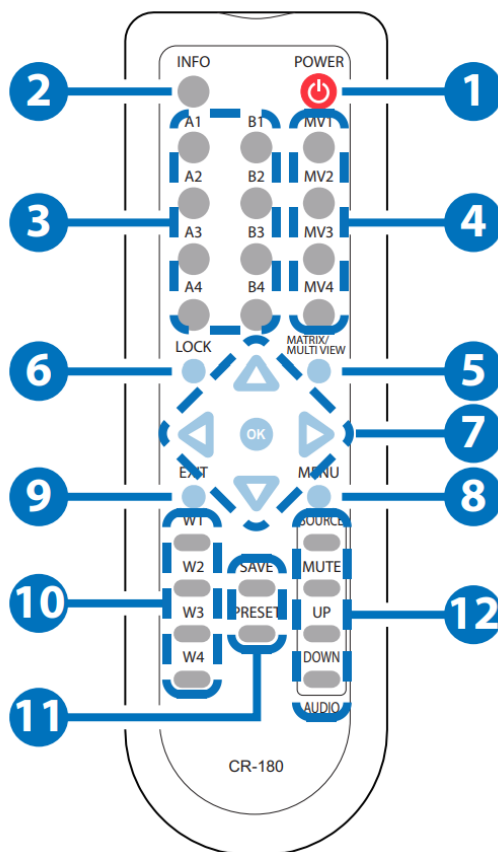 INFO POWER
2 1
A1 B1 MV1
A2 B2 MV2
3 4
A3 B3 MV3
A4 B4 MV4
LOCK MATRIX/
MULTI VIEW
6 5
OK 7
EXIT MENU
9 8
W1 SOURCE
W2 SAVE MUTE
10 12
W3 PRESET UP
W4 DOWN
11 AUDIO
CR-180